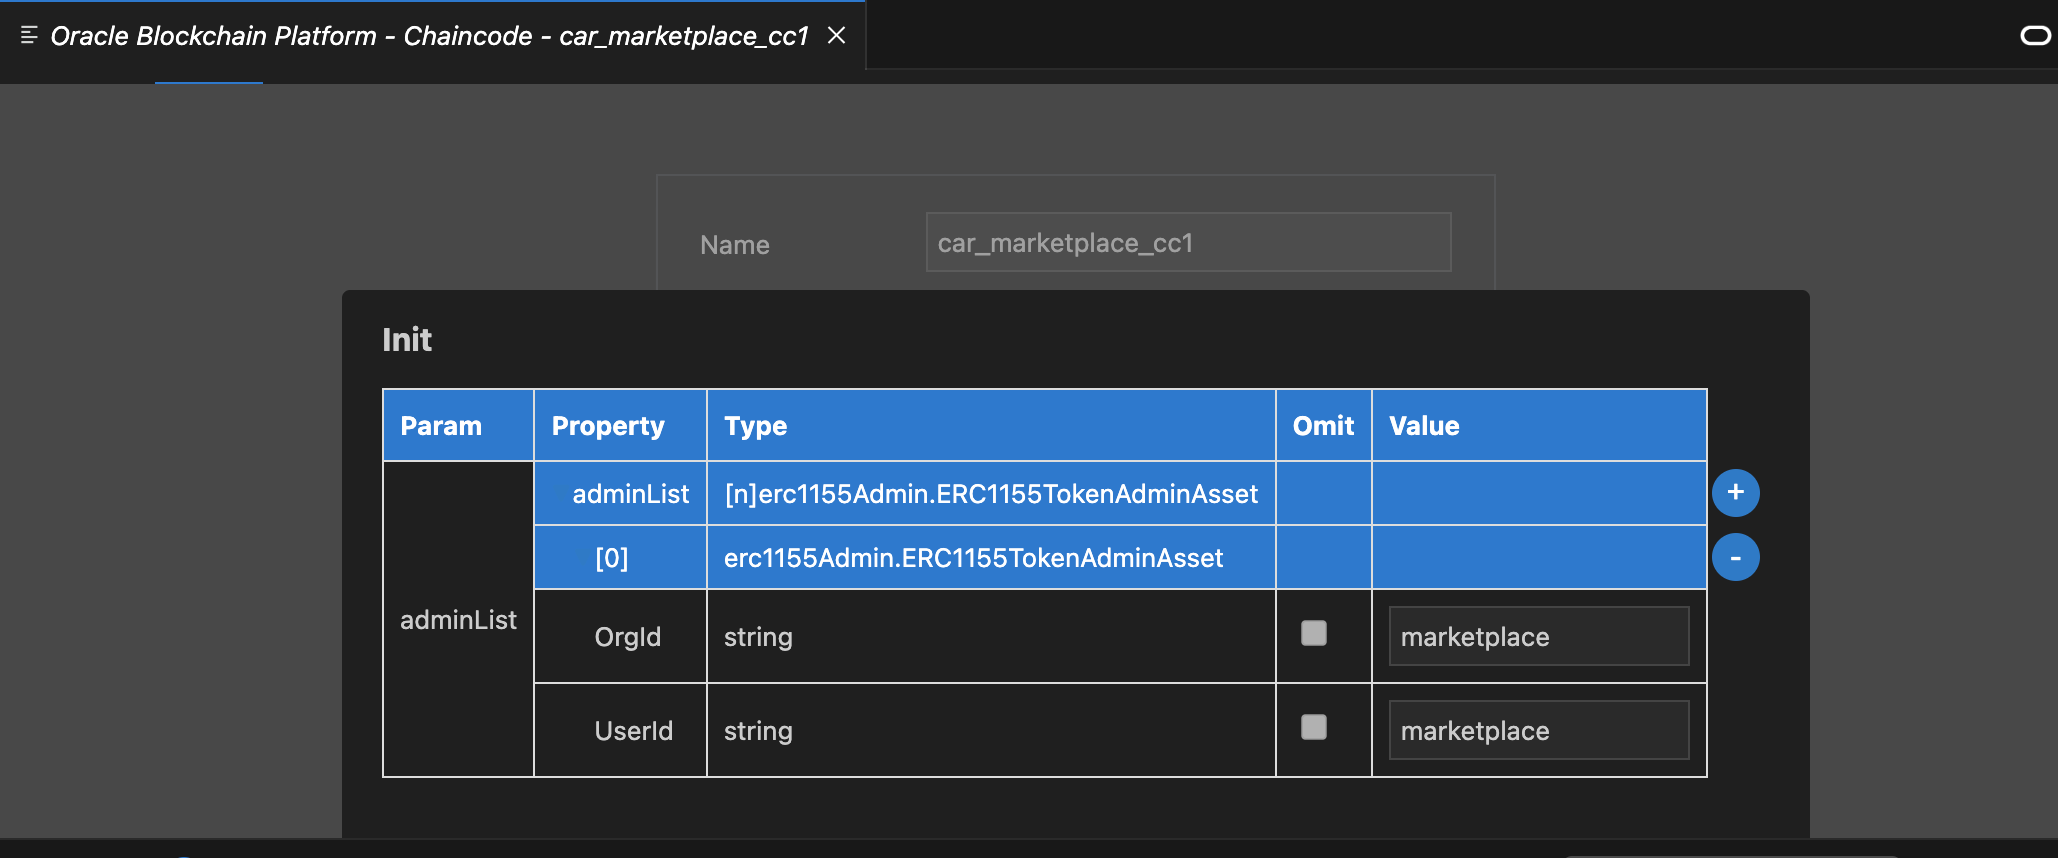 Oracle Blockchain Platform - Chaincode - car_marketplace_cc1
Name car_marketplace_cc1
Init
Param Property Type Omit Value
adminList [n]erc1155Admin.ERC1155TokenAdminAsset +
[0] erc1155Admin.ERC1155TokenAdminAsset -
adminList
OrgId string marketplace
UserId string marketplace